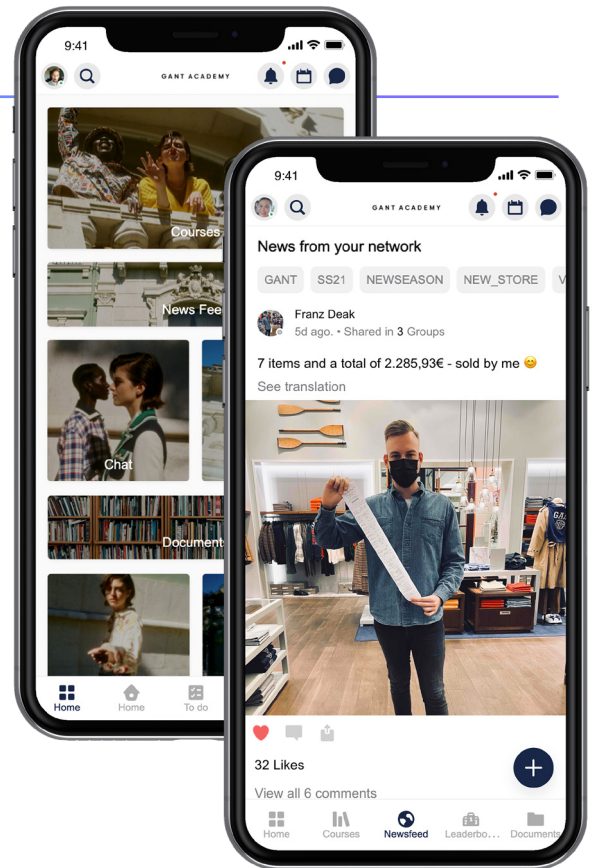 9:41
GANT ACADEMY
Courses
News Fee
Chat
Document
Home
Home
To do
9:41
GANT ACADEMY
News from your network
GANT
SS21
NEWSEASON
NEW_STORE
V
Franz Deak
5d ago. • Shared in 3 Groups
7 items and a total of 2.285,93€ - sold by me 😊
See translation
32 Likes
View all 6 comments
Home
Courses
Newsfeed
Leaderbo...
Documents